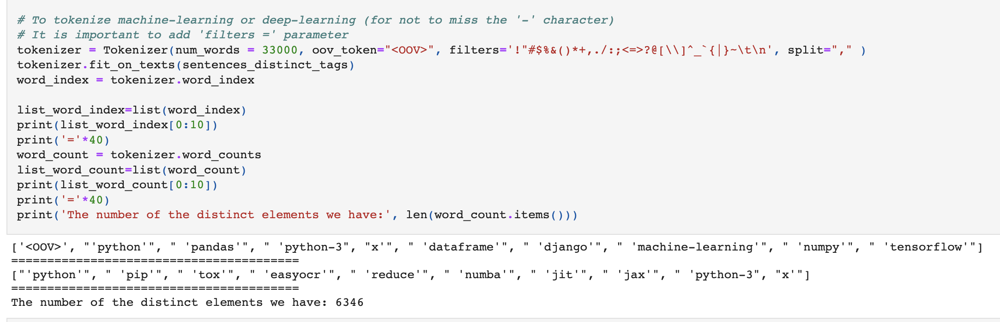 # To tokenize machine-learning or deep-learning (for not to miss the '-' character)
# It is important to add 'filters =' parameter
tokenizer = Tokenizer(num_words = 33000, oov_token="<OOV>", filters='!"#$%&()*+,./:;<=>?@[\\]^_`{|}~\t\n', split="," )
tokenizer.fit_on_texts(sentences_distinct_tags)
word_index = tokenizer.word_index
list_word_index=list(word_index)
print(list_word_index[0:10])
print('='*40)
word_count = tokenizer.word_counts
list_word_count=list(word_count)
print(list_word_count[0:10])
print('='*40)
print('The number of the distinct elements we have:', len(word_count.items()))
['<OOV>', "'python'", " 'pandas'", " 'python-3", "x'", " 'dataframe'", " 'django'", " 'machine-learning'", " 'numpy'", " 'tensorflow'"]
========================================
["'python'", " 'pip'", " 'tox'", " 'easyocr'", " 'reduce'", " 'numba'", " 'jit'", " 'jax'", " 'python-3", "x'"]
========================================
The number of the distinct elements we have: 6346